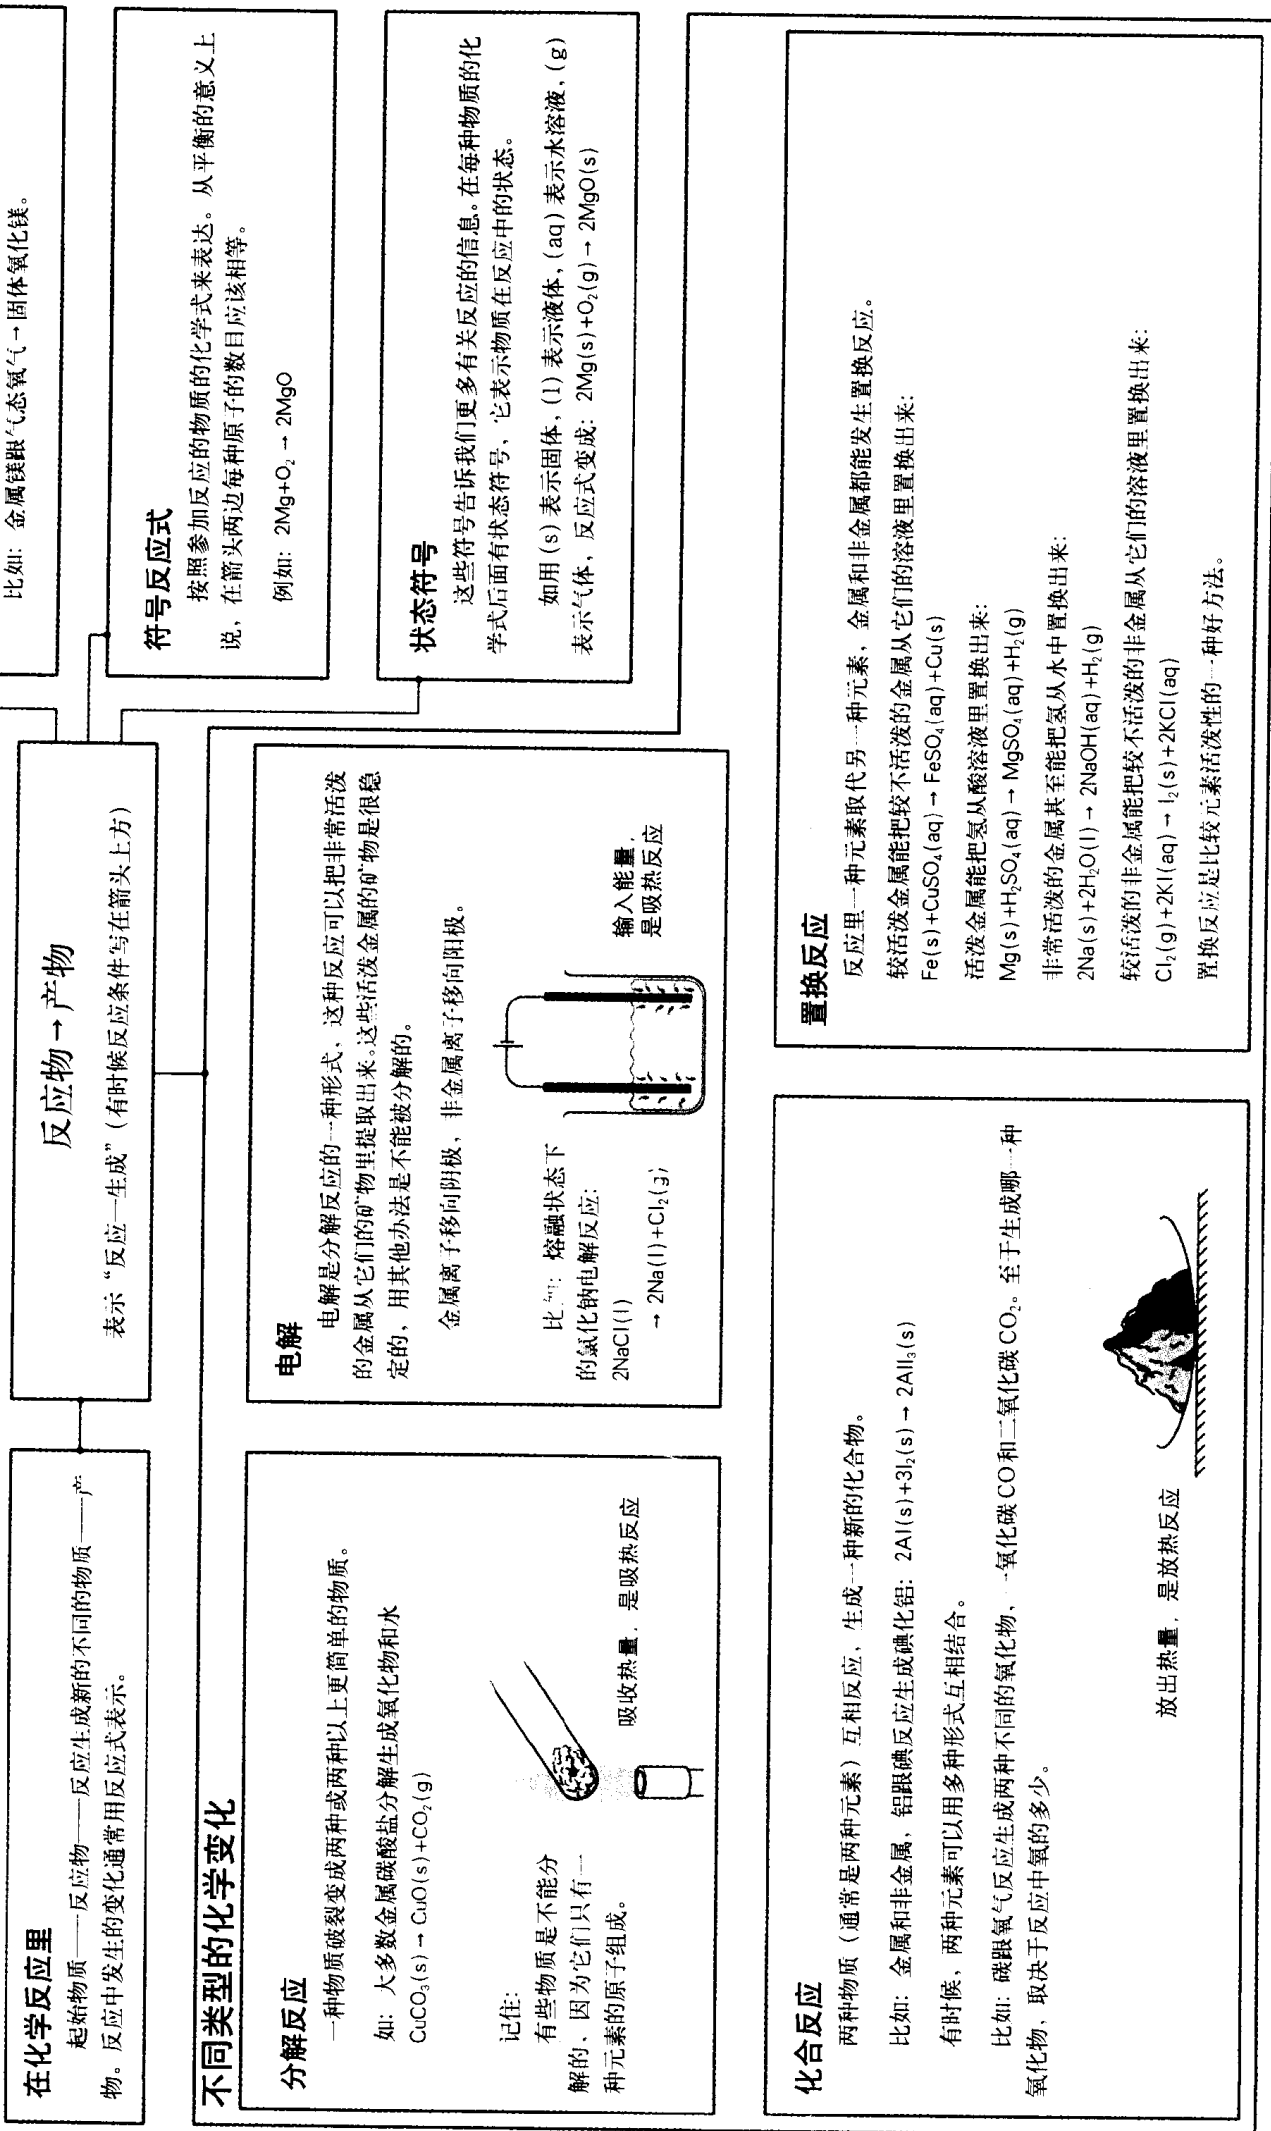 比如：金属镁跟气态氧气→固体氧化镁。
在化学反应里
起始物质——反应物——反应生成新的不同的物质——产
物。反应中发生的变化通常用反应式表示。
反应物→产物
表示“反应—生成”（有时候反应条件写在箭头上方）
符号反应式
按照参加反应的物质的化学式来表达。从平衡的意义上
说，在箭头两边每种原子的数目应该相等。
例如：2Mg+O₂→2MgO
状态符号
这些符号告诉我们更多有关反应的信息。在每种物质的化
学式后面有状态符号，它表示物质在反应中的状态。
如用(s)表示固体，(l)表示液体，(aq)表示水溶液，(g)
表示气体，反应式变成：2Mg(s)+O₂(g)→2MgO(s)
不同类型的化学变化
分解反应
一种物质破裂变成两种或两种以上更简单的物质。
如：大多数金属碳酸盐分解生成氧化物和水
CuCO₃(s)→CuO(s)+CO₂(g)
记住：
有些物质是不能分
解的、因为它们只有一
种元素的原子组成。
吸收热量，是吸热反应
电解
电解是分解反应的一种形式，这种反应可以把非常活泼
的金属从它们的矿物里提取出来。这些活泼金属的矿物是很稳
定的，用其他办法是不能被分解的。
金属离子移向阴极，非金属离子移向阳极。
比如：熔融状态下
的氯化钠电解反应：
2NaCl(l)
→2Na(l)+Cl₂(g)
输入能量，
是吸热反应
化合反应
两种物质（通常是两种元素）互相反应，生成一种新的化合物。
比如：金属和非金属，铝跟碘反应生成碘化铝：2Al(s)+3I₂(s)→2AlI₃(s)
有时候，两种元素可以用多种形式互相结合。
比如：碳跟氧气反应生成两种不同的氧化物，一氧化碳CO和二氧化碳CO₂。至于生成哪一种
氧化物，取决于反应中氧的多少。
放出热量，是放热反应
置换反应
反应里一种元素取代另一种元素，金属和非金属都能发生置换反应。
较活泼金属能把较不活泼的金属从它们的溶液里置换出来：
Fe(s)+CuSO₄(aq)→FeSO₄(aq)+Cu(s)
活泼金属能把氢从酸溶液里置换出来：
Mg(s)+H₂SO₄(aq)→MgSO₄(aq)+H₂(g)
非常活泼的金属甚至能把氢从水中置换出来：
2Na(s)+2H₂O(l)→2NaOH(aq)+H₂(g)
较活泼的非金属能把较不活泼的非金属从它们的溶液里置换出来：
Cl₂(g)+2KI(aq)→I₂(s)+2KCl(aq)
置换反应是比较元素活泼性的一种好方法。